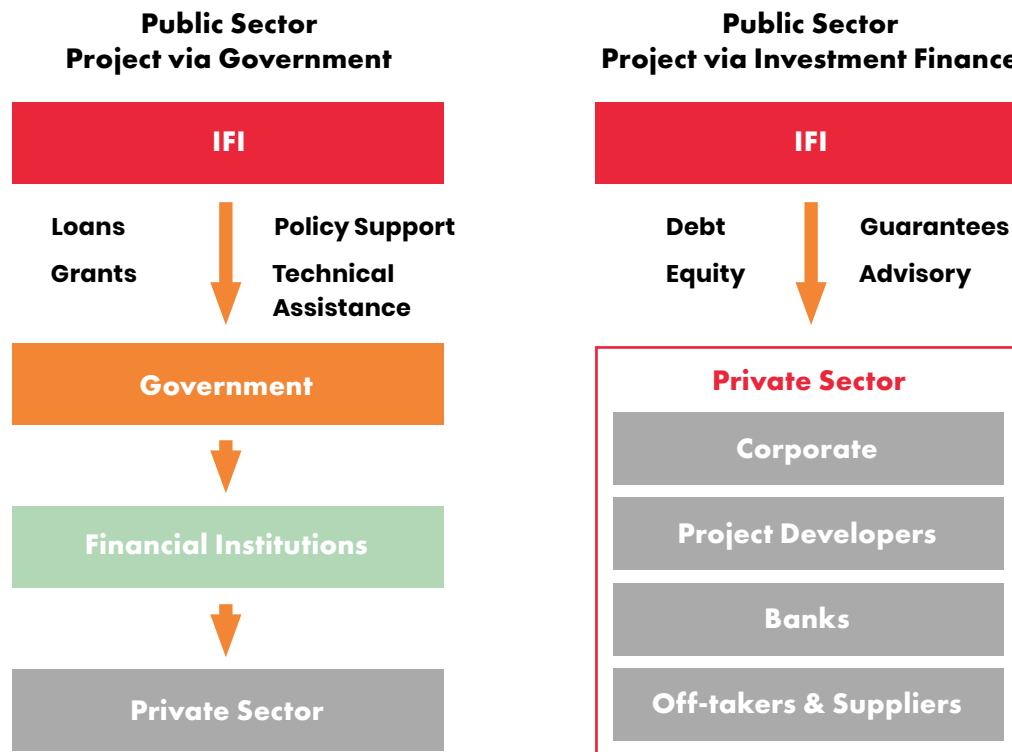 Public Sector
Project via Government
IFI
Loans
Policy Support
Grants
Technical
Assistance
Government
Financial Institutions
Private Sector
Public Sector
Project via Investment Finance
IFI
Debt
Guarantees
Equity
Advisory
Private Sector
Corporate
Project Developers
Banks
Off-takers & Suppliers